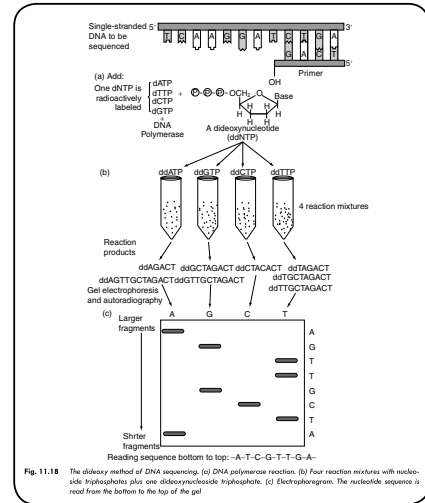 Single-stranded
DNA to be
sequenced
5′ 3′
T C A A G G A T C T G A
G A C T
5′
Primer
OH
(a) Add:
One dNTP is
radioactively
labeled
dATP
dTTP
dCTP
dGTP
+
DNA
Polymerase
+ P-P-P-OCH2 O Base
H H H H
H H
A dideoxynucleotide
(ddNTP)
(b)
ddATP ddGTP ddCTP ddTTP
4 reaction mixtures
Reaction
products
ddAGACT ddGCTAGACT ddCTACACT ddTAGACT
ddTGCTAGACT
ddAGTTGCTAGACT ddGTTGCTAGACT
ddTTGCTAGACT
Gel electrophoresis
and autoradiography
(c)
A G C T
Larger
fragments
A
G
T
T
G
C
T
A
Shrter
fragments
Reading sequence bottom to top: –A–T–C–G–T–T–G–A–
Fig. 11.18 The dideoxy method of DNA sequencing. (a) DNA polymerase reaction. (b) Four reaction mixtures with nucleo-
side triphosphates plus one dideoxynucleoside triphosphate. (c) Electrophoregram. The nucleotide sequence is
read from the bottom to the top of the gel